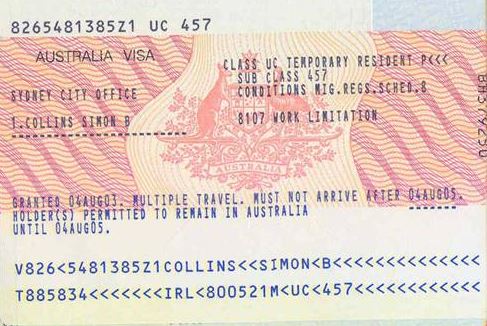 8265481385Z1 UC 457
AUSTRALIA VISA
CLASS UC TEMPORARY RESIDENT P<<<
SUB CLASS 457
SYDNEY CITY OFFICE
CONDITIONS MIG.REGS.SCHED.8
1.COLLINS SIMON B
8107 WORK LIMITATION
AUSTRALIA
GRANTED 04AUG03. MULTIPLE TRAVEL. MUST NOT ARRIVE AFTER 04AUG05.
HOLDER(S) PERMITTED TO REMAIN IN AUSTRALIA
UNTIL 04AUG05.
V826<5481385Z1COLLINS<<SIMON<B<<<<<<<<<<<<<<
T885834<<<<<<<IRL<800521M<UC<457<<<<<<<<<<<<